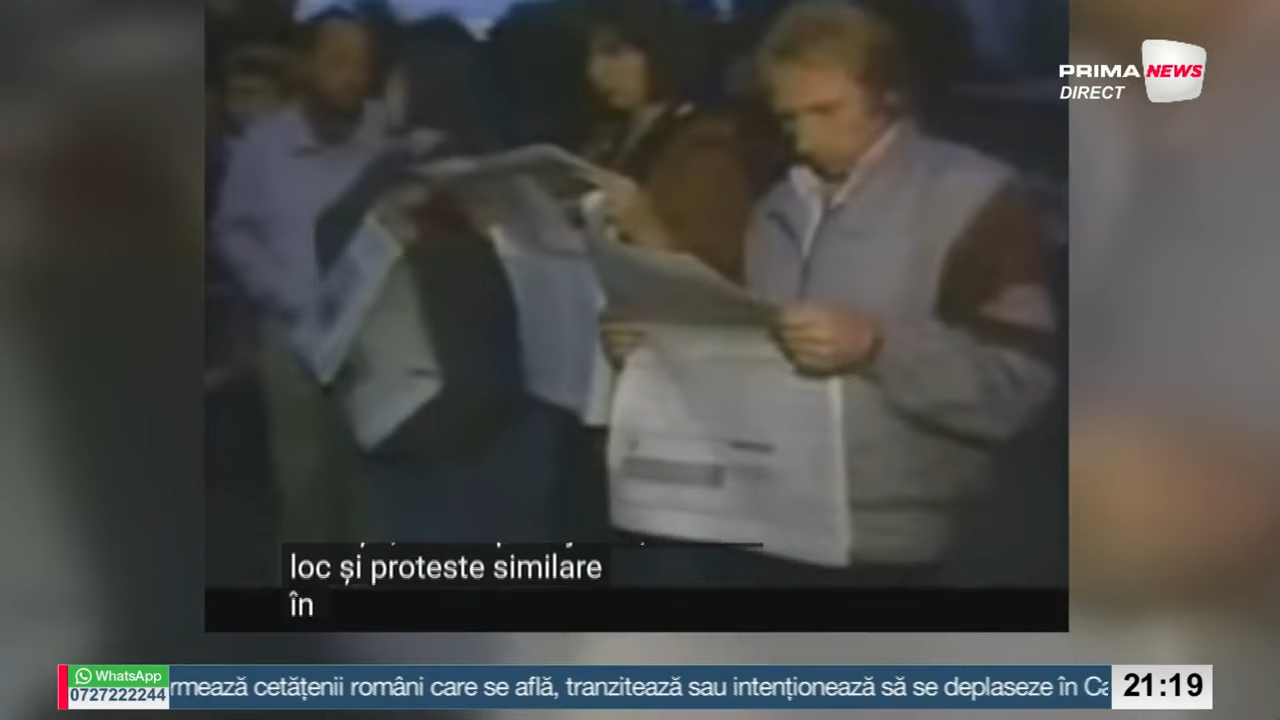 PRIMA NEWS
DIRECT
loc și proteste similare
în
WhatsApp
0727222244
rmează cetățenii români care se află, tranzitează sau intenționează să se deplaseze în Ca
21:19